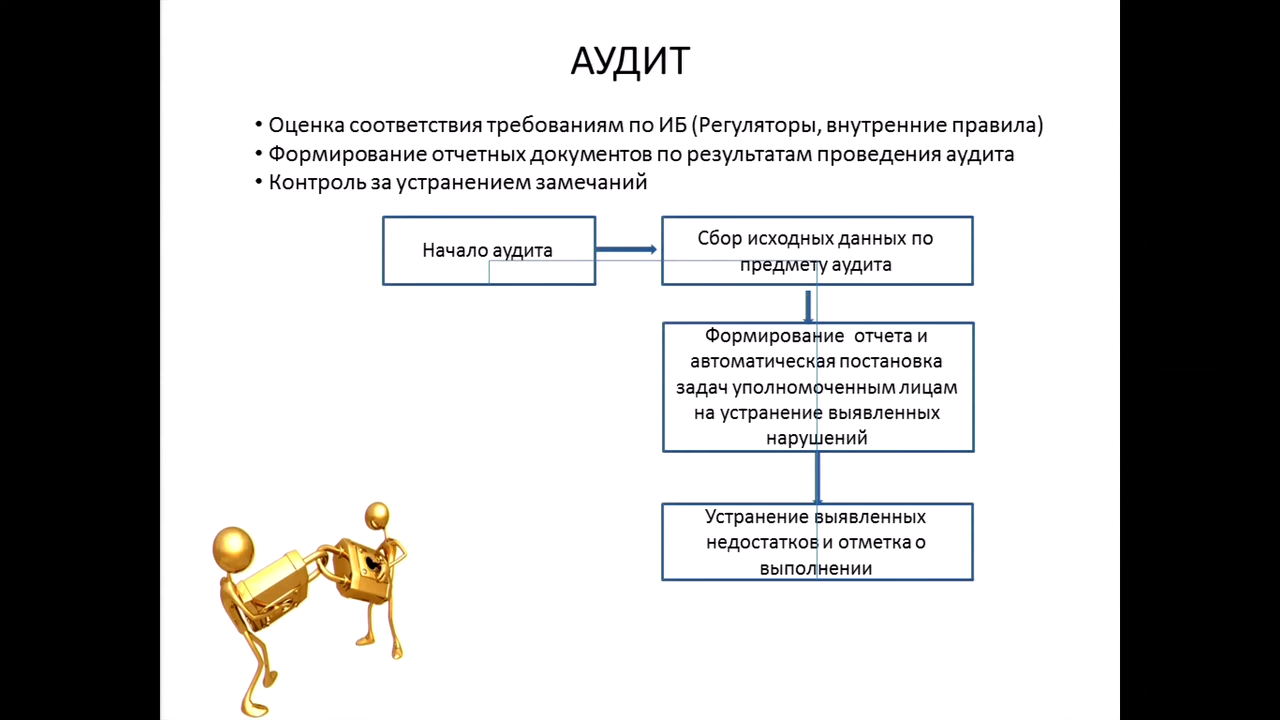 АУДИТ
• Оценка соответствия требованиям по ИБ (Регуляторы, внутренние правила)
• Формирование отчетных документов по результатам проведения аудита
• Контроль за устранением замечаний
Начало аудита
Сбор исходных данных по
предмету аудита
Формирование отчета и
автоматическая постановка
задач уполномоченным лицам
на устранение выявленных
нарушений
Устранение выявленных
недостатков и отметка о
выполнении